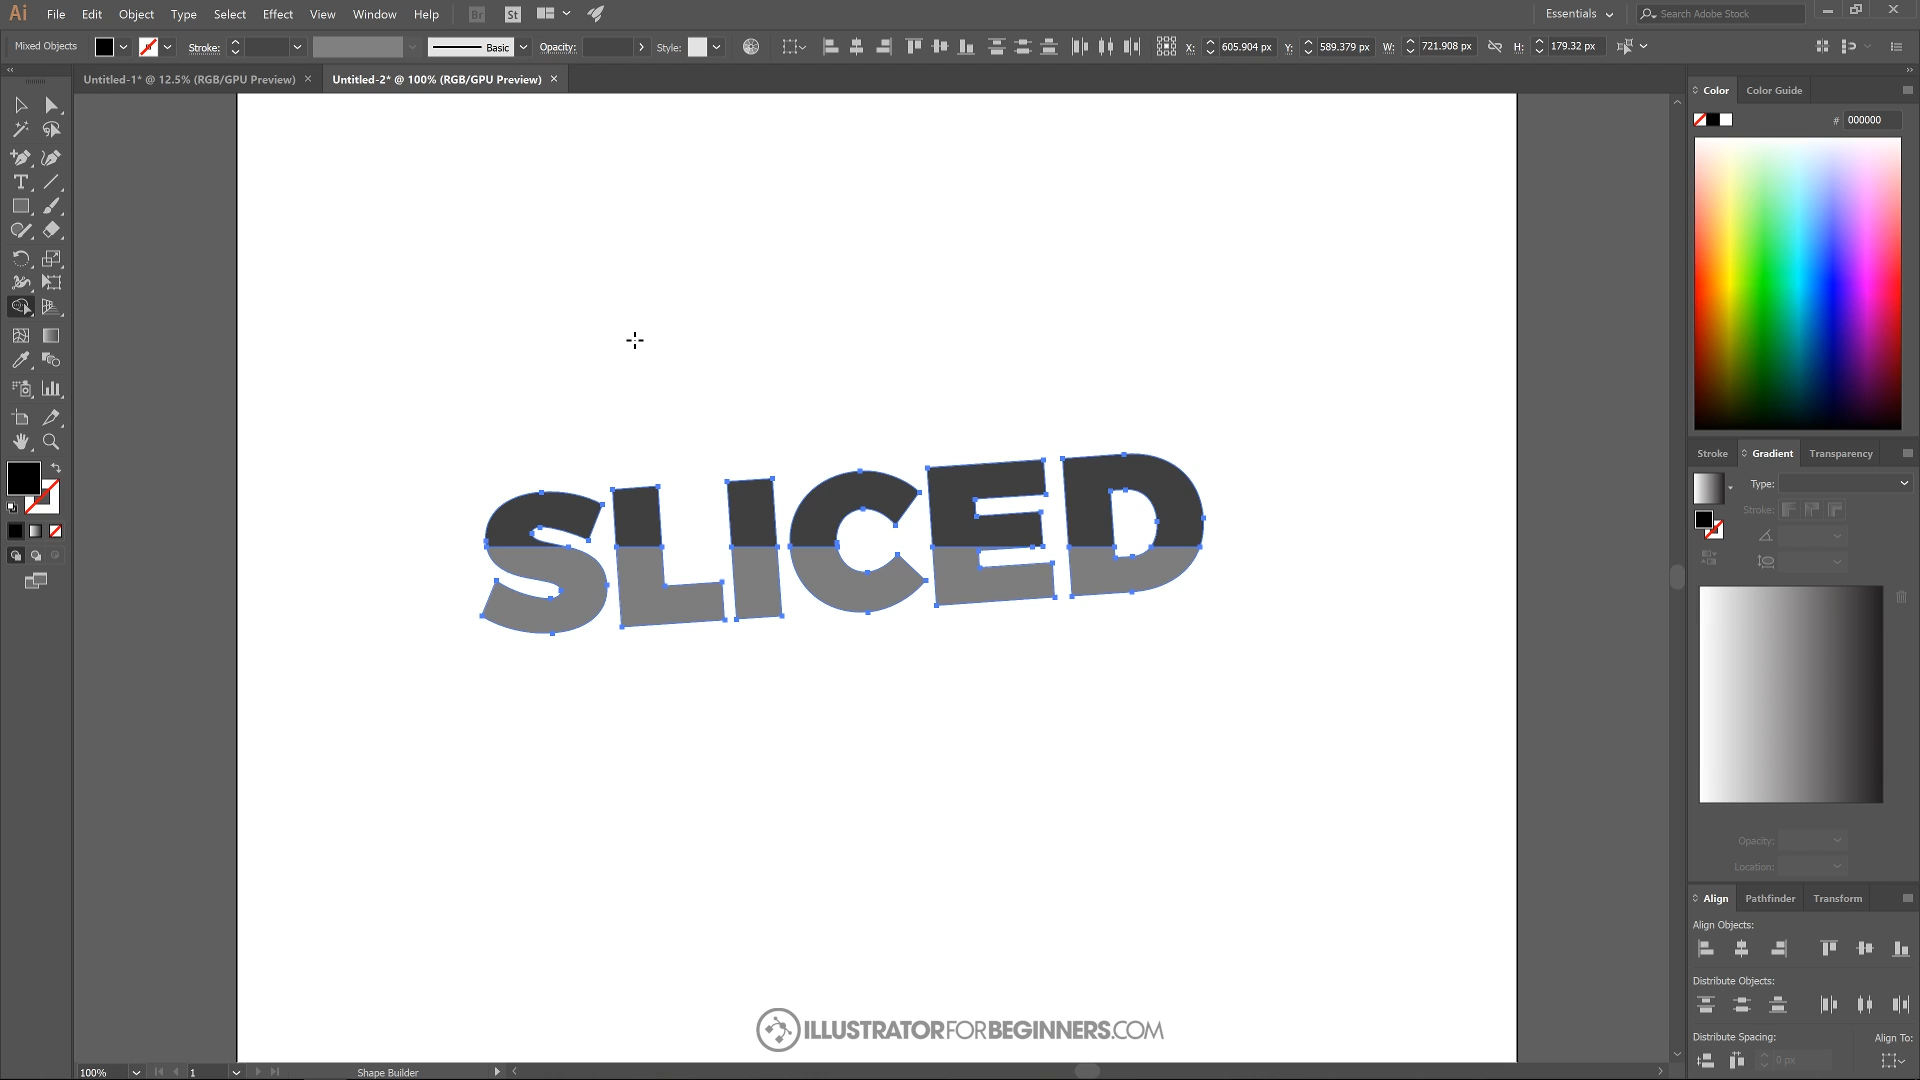 Ai File Edit Object Type Select Effect View Window Help Br St Essentials Search Adobe Stock
Mixed Objects Stroke: Basic Opacity: Style: X: 605.904 px Y: 589.379 px W: 721.908 px H: 179.32 px
Untitled-1* @ 12.5% (RGB/GPU Preview) Untitled-2* @ 100% (RGB/GPU Preview)
Color Color Guide
# 000000
SLICED
Stroke Gradient Transparency
Type:
Stroke:
Opacity:
Location:
Align Pathfinder Transform
Align Objects:
Distribute Objects:
Distribute Spacing: Align To:
0 px
ILLUSTRATORFORBEGINNERS.COM
100% 1 Shape Builder